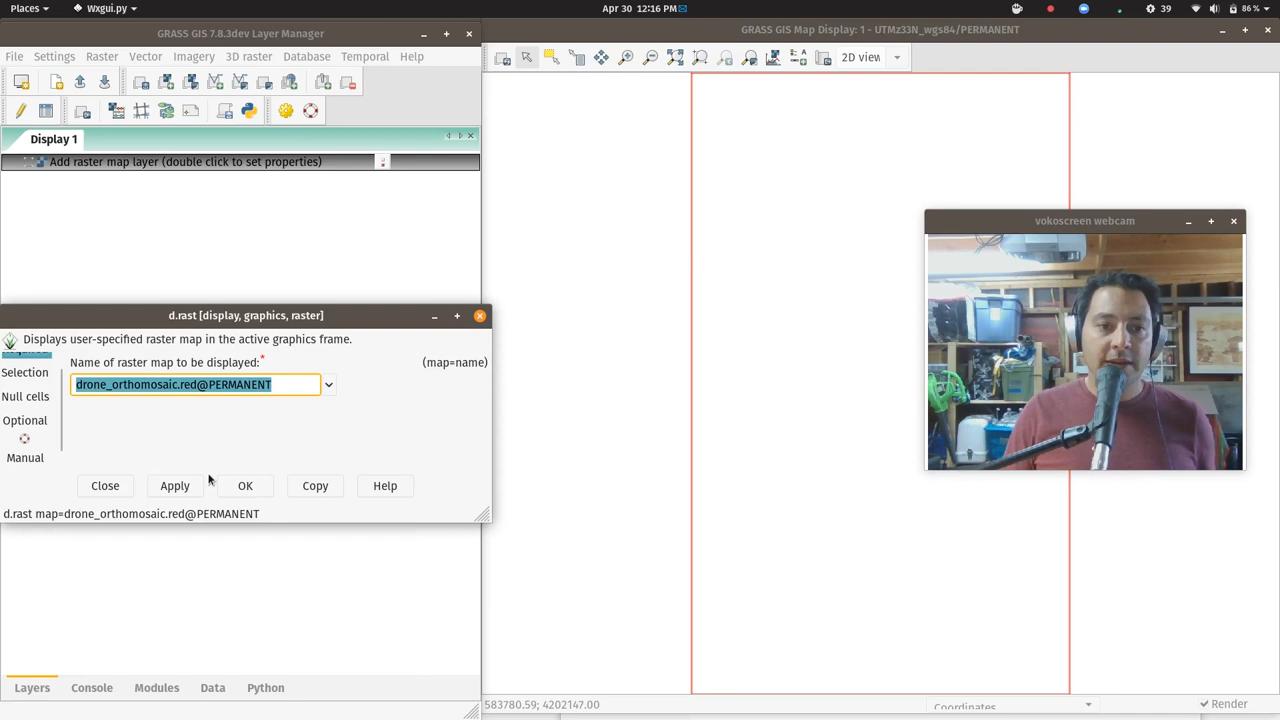 Places
Wxgui.py
Apr 30 12:16 PM
39
86 %
GRASS GIS 7.8.3dev Layer Manager
GRASS GIS Map Display: 1 - UTMz33N_wgs84/PERMANENT
File Settings Raster Vector Imagery 3D raster Database Temporal Help
2D view
Display 1
Add raster map layer (double click to set properties)
vokoscreen webcam
d.rast [display, graphics, raster]
Displays user-specified raster map in the active graphics frame.
Name of raster map to be displayed:*
(map=name)
Selection
drone_orthomosaic.red@PERMANENT
Null cells
Optional
Manual
Close Apply OK Copy Help
d.rast map=drone_orthomosaic.red@PERMANENT
Layers Console Modules Data Python
583780.59; 4202147.00
Coordinates
Render